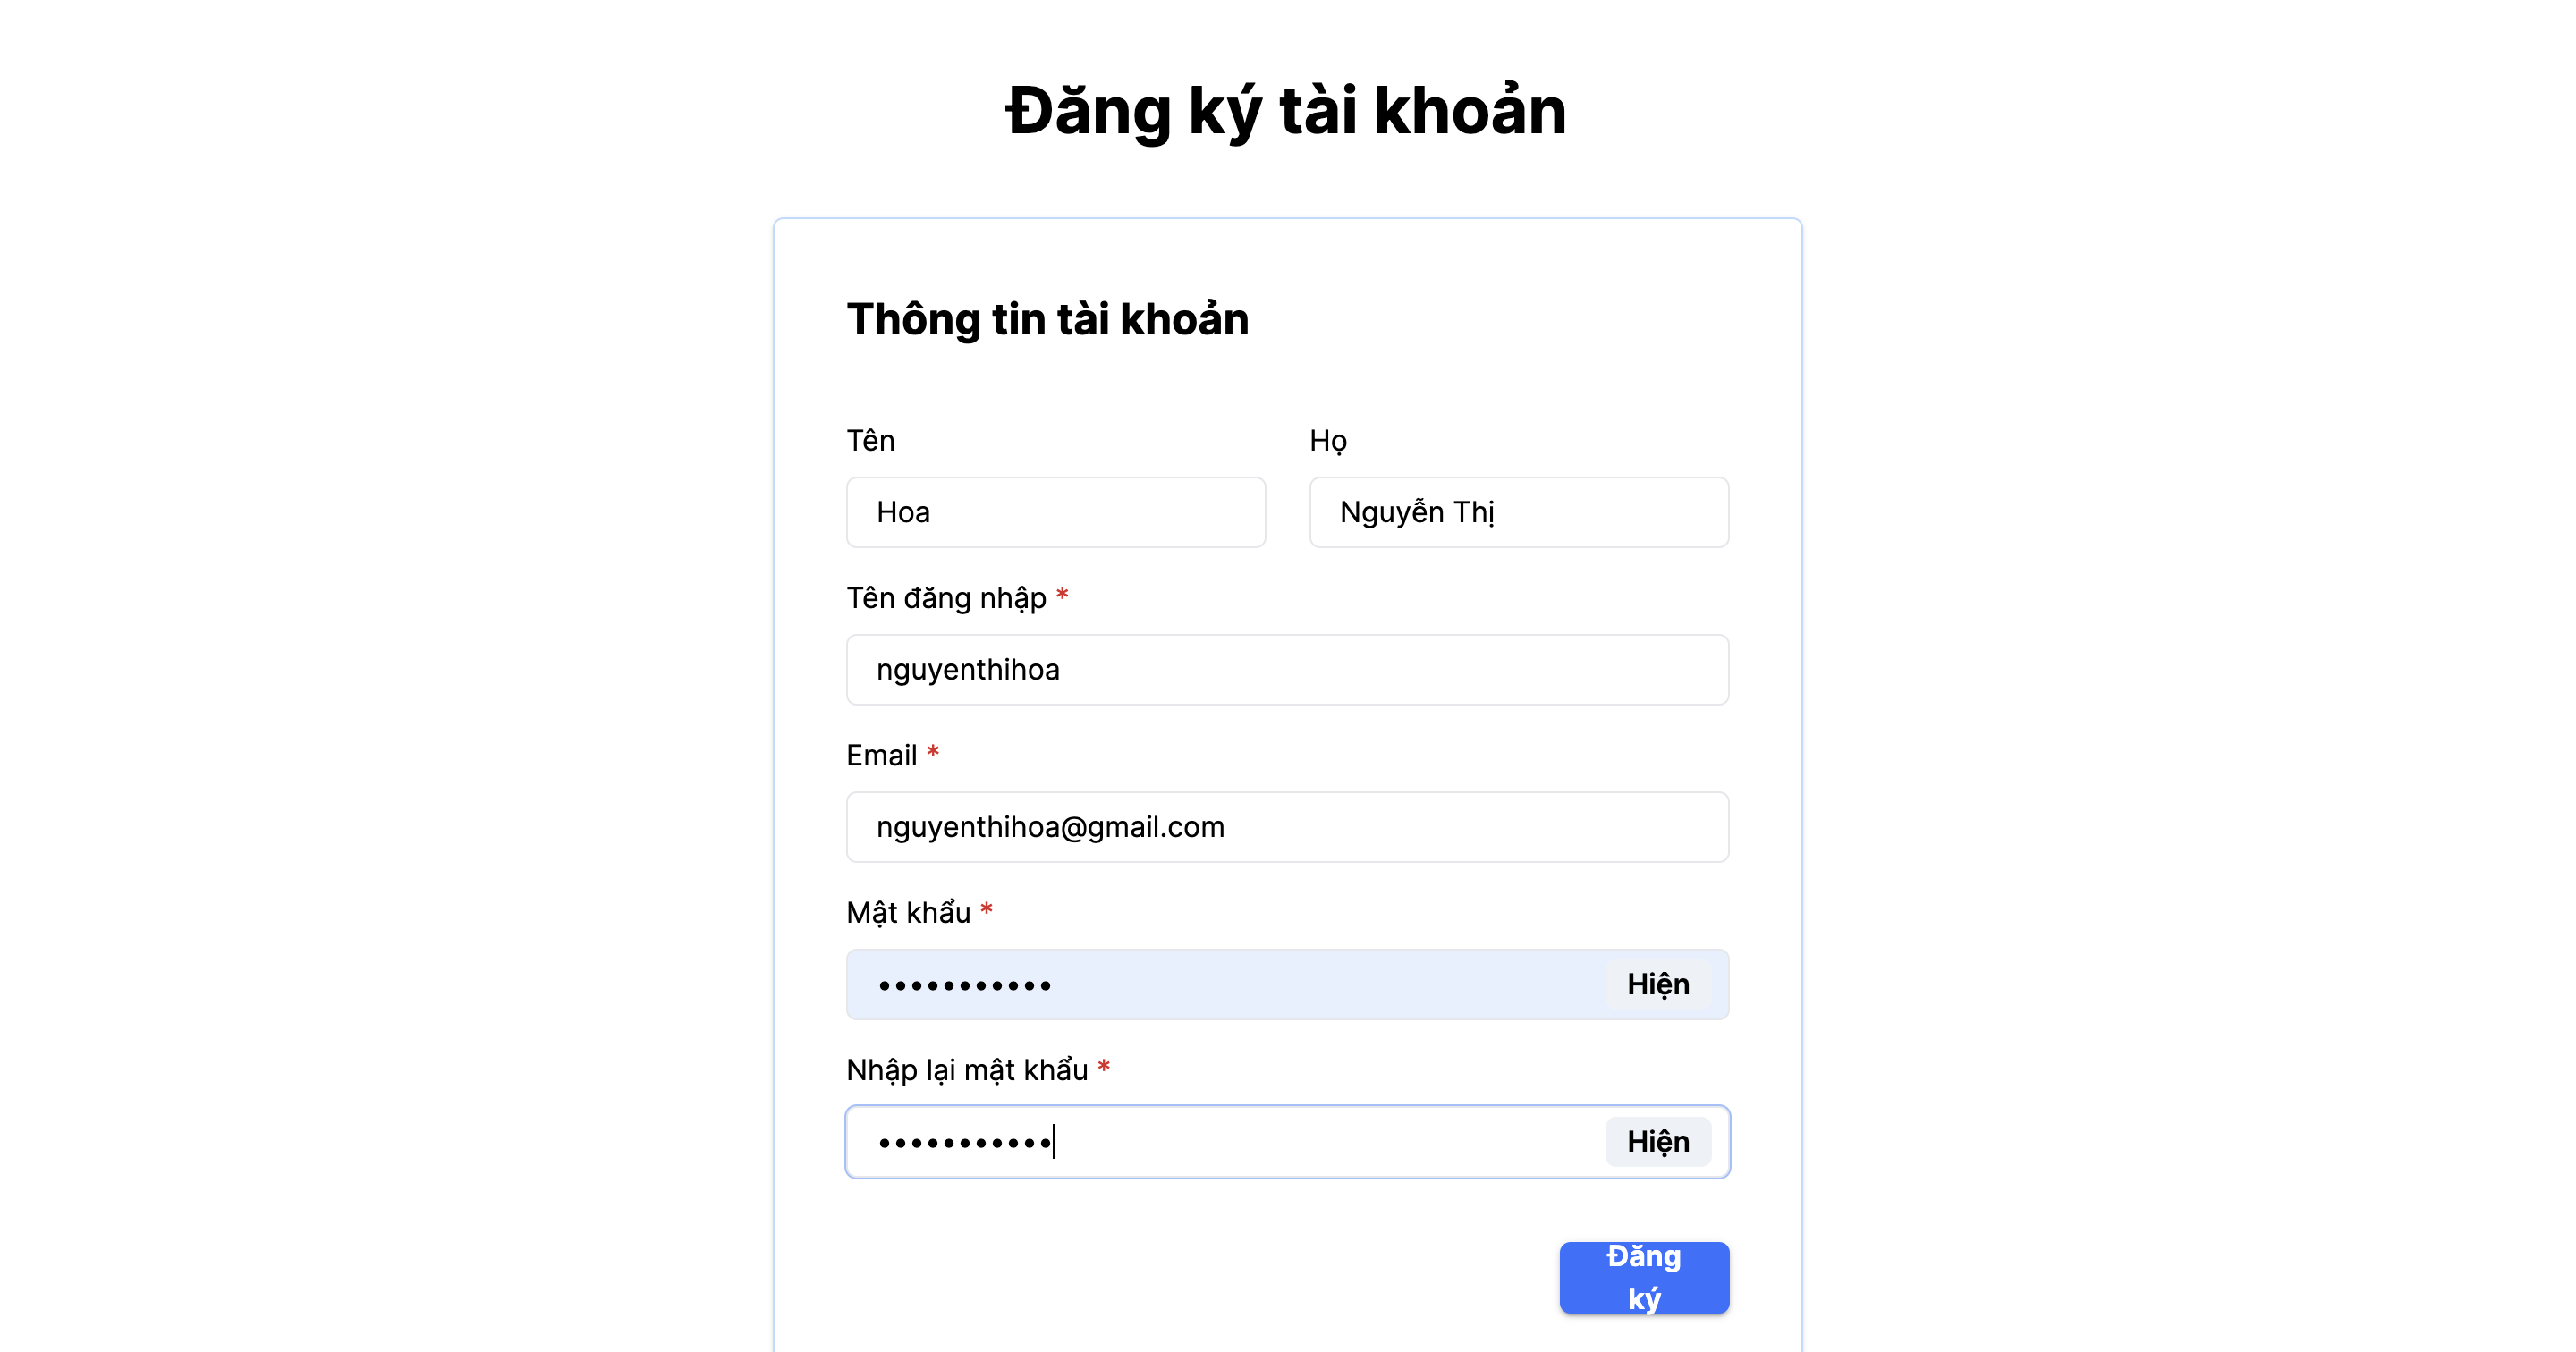 Đăng ký tài khoản
Thông tin tài khoản
Tên
Họ
Hoa
Nguyễn Thị
Tên đăng nhập *
nguyenthihoa
Email *
nguyenthihoa@gmail.com
Mật khẩu *
••••••••••• Hiện
Nhập lại mật khẩu *
••••••••••• Hiện
Đăng
ký